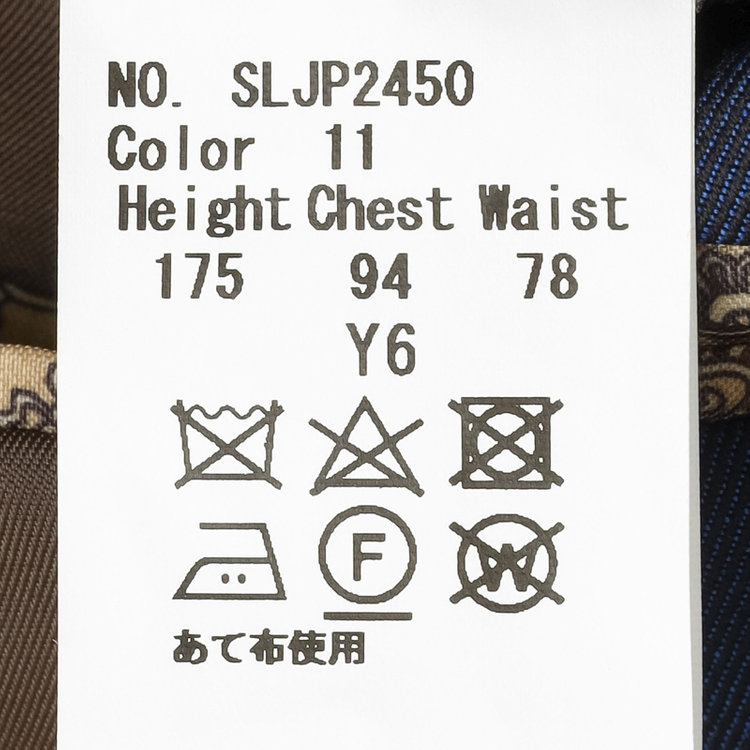 NO. SLJP2450
Color 11
Height Chest Waist
175 94 78
Y6
F W
あて布使用